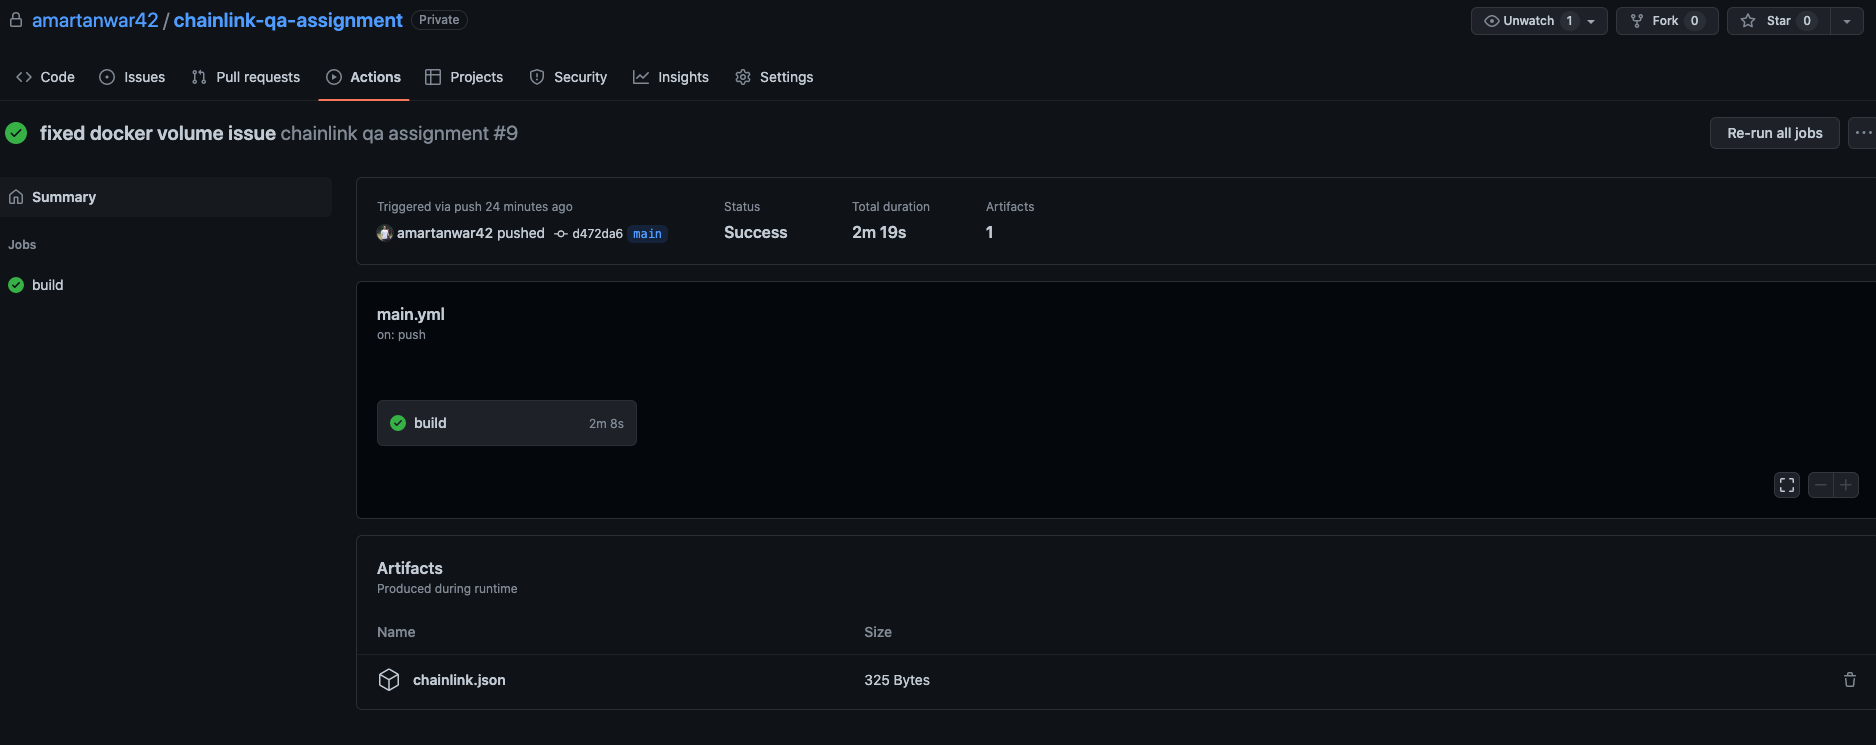 amartanwar42 / chainlink-qa-assignment Private
Unwatch 1 Fork 0 Star 0
Code Issues Pull requests Actions Projects Security Insights Settings
fixed docker volume issue chainlink qa assignment #9
Re-run all jobs
Summary
Jobs
build
Triggered via push 24 minutes ago
amartanwar42 pushed d472da6 main
Status
Success
Total duration
2m 19s
Artifacts
1
main.yml
on: push
build 2m 8s
Artifacts
Produced during runtime
Name Size
chainlink.json 325 Bytes